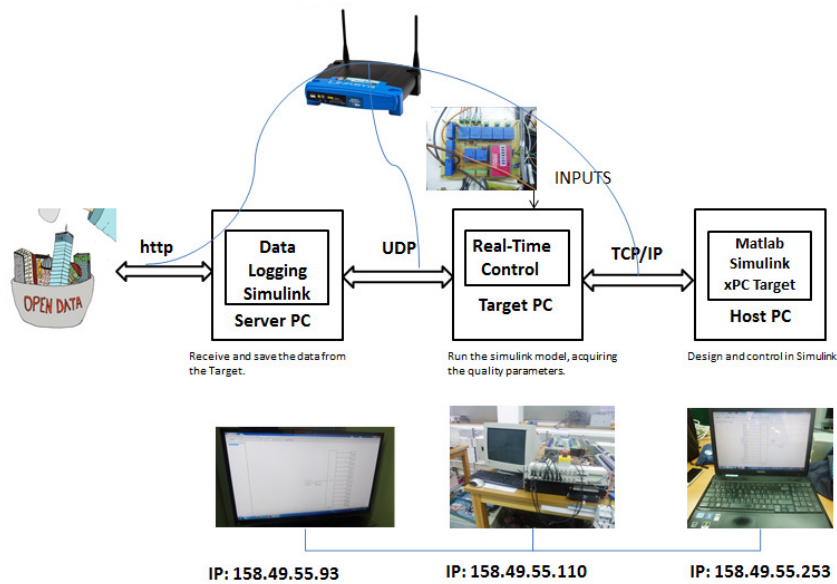 LINKSYS
INPUTS
http
UDP
TCP/IP
OPEN DATA
Data
Logging
Simulink
Server PC
Real-Time
Control
Target PC
Matlab
Simulink
xPC Target
Host PC
Receive and save the data from
the Target.
Run the simulink model, acquiring
the quality parameters.
Design and control in Simulink
IP: 158.49.55.93
IP: 158.49.55.110
IP: 158.49.55.253